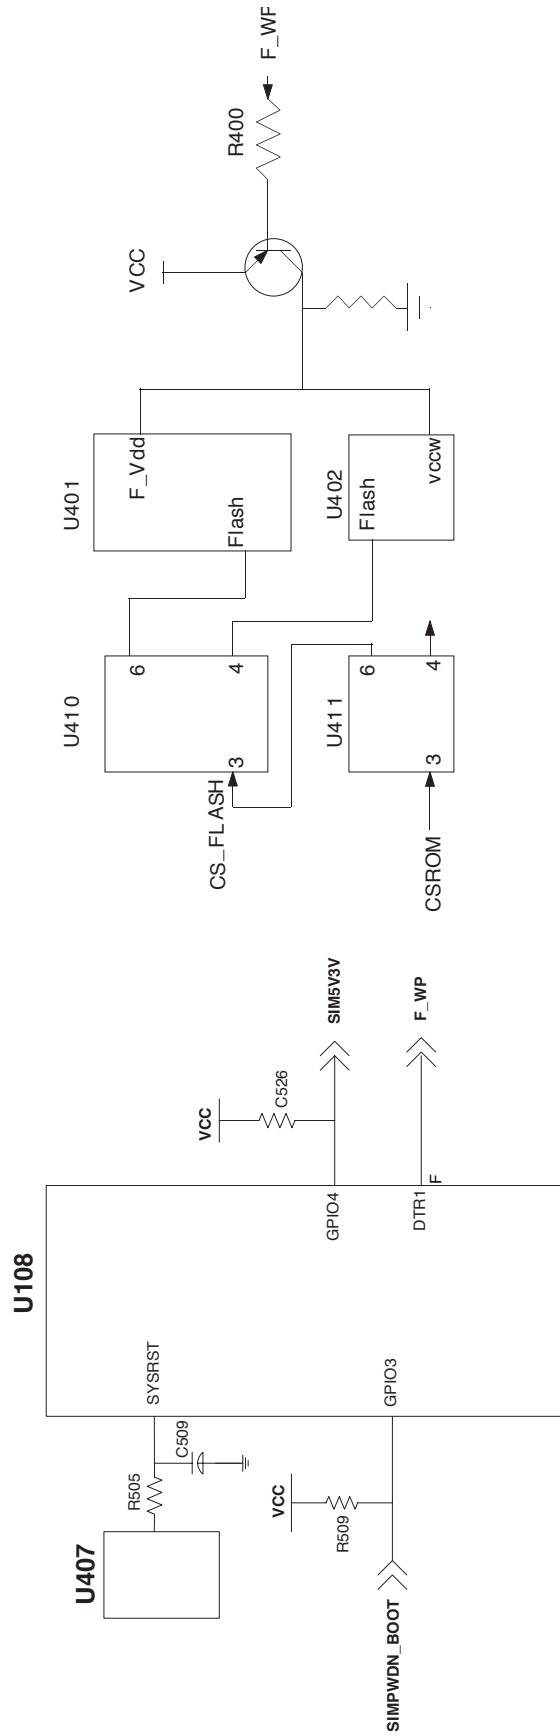 U407
R505
C509
SYSRST
U108
VCC
R509
SIMPWDN_BOOT
GPIO3
VCC
C526
GPIO4
SIM5V3V
DTR1
F
F_WP
CS_FLASH
CSROM
U410
3
6
4
U411
3
6
4
U401
F_Vdd
Flash
U402
Flash
vccw
VCC
R400